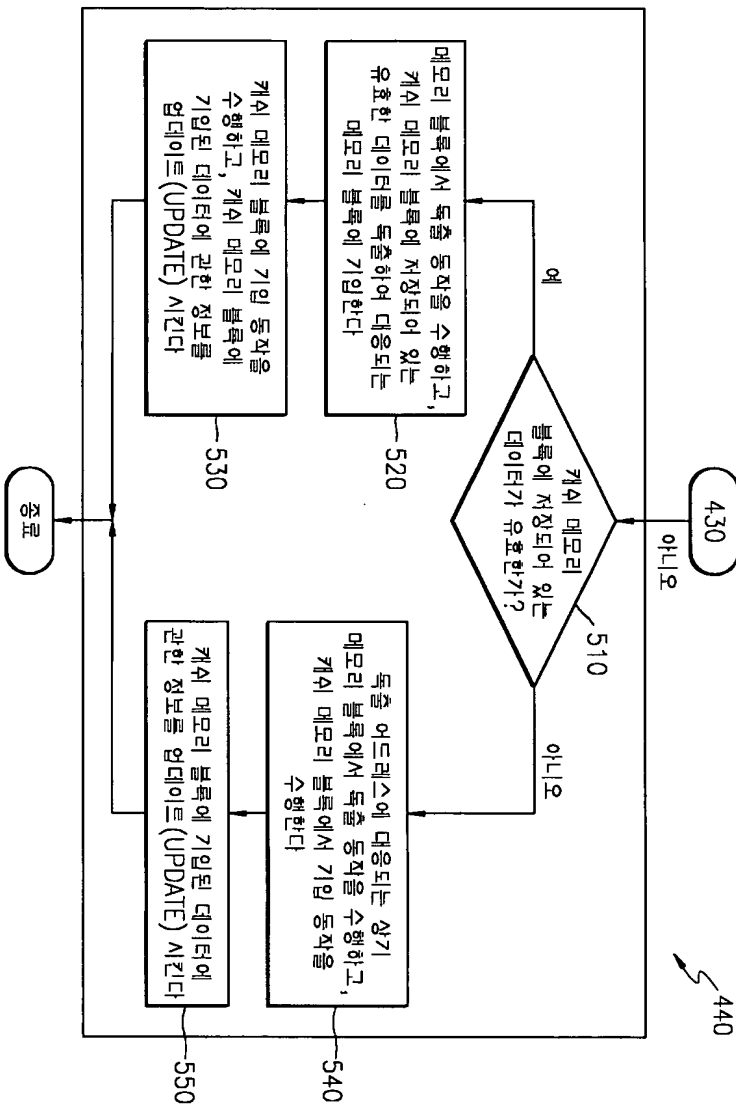 430
아니오
440
캐쉬 메모리
블록에 저장되어 있는
데이터가 유효한가?
510
예
아니오
메모리 블록에서 독출 동작을 수행하고,
캐쉬 메모리 블록에 저장되어 있는
유효한 데이터를 독출하여 대응되는
메모리 블록에 기입한다
520
캐쉬 메모리 블록에 기입 동작을
수행하고, 캐쉬 메모리 블록에
기입된 데이터에 관한 정보를
업데이트(UPDATE) 시킨다
530
독출 어드레스에 대응되는 상기
메모리 블록에서 독출 동작을 수행하고,
캐쉬 메모리 블록에서 기입 동작을
수행한다
540
캐쉬 메모리 블록에 기입된 데이터에
관한 정보를 업데이트(UPDATE) 시킨다
550
종료